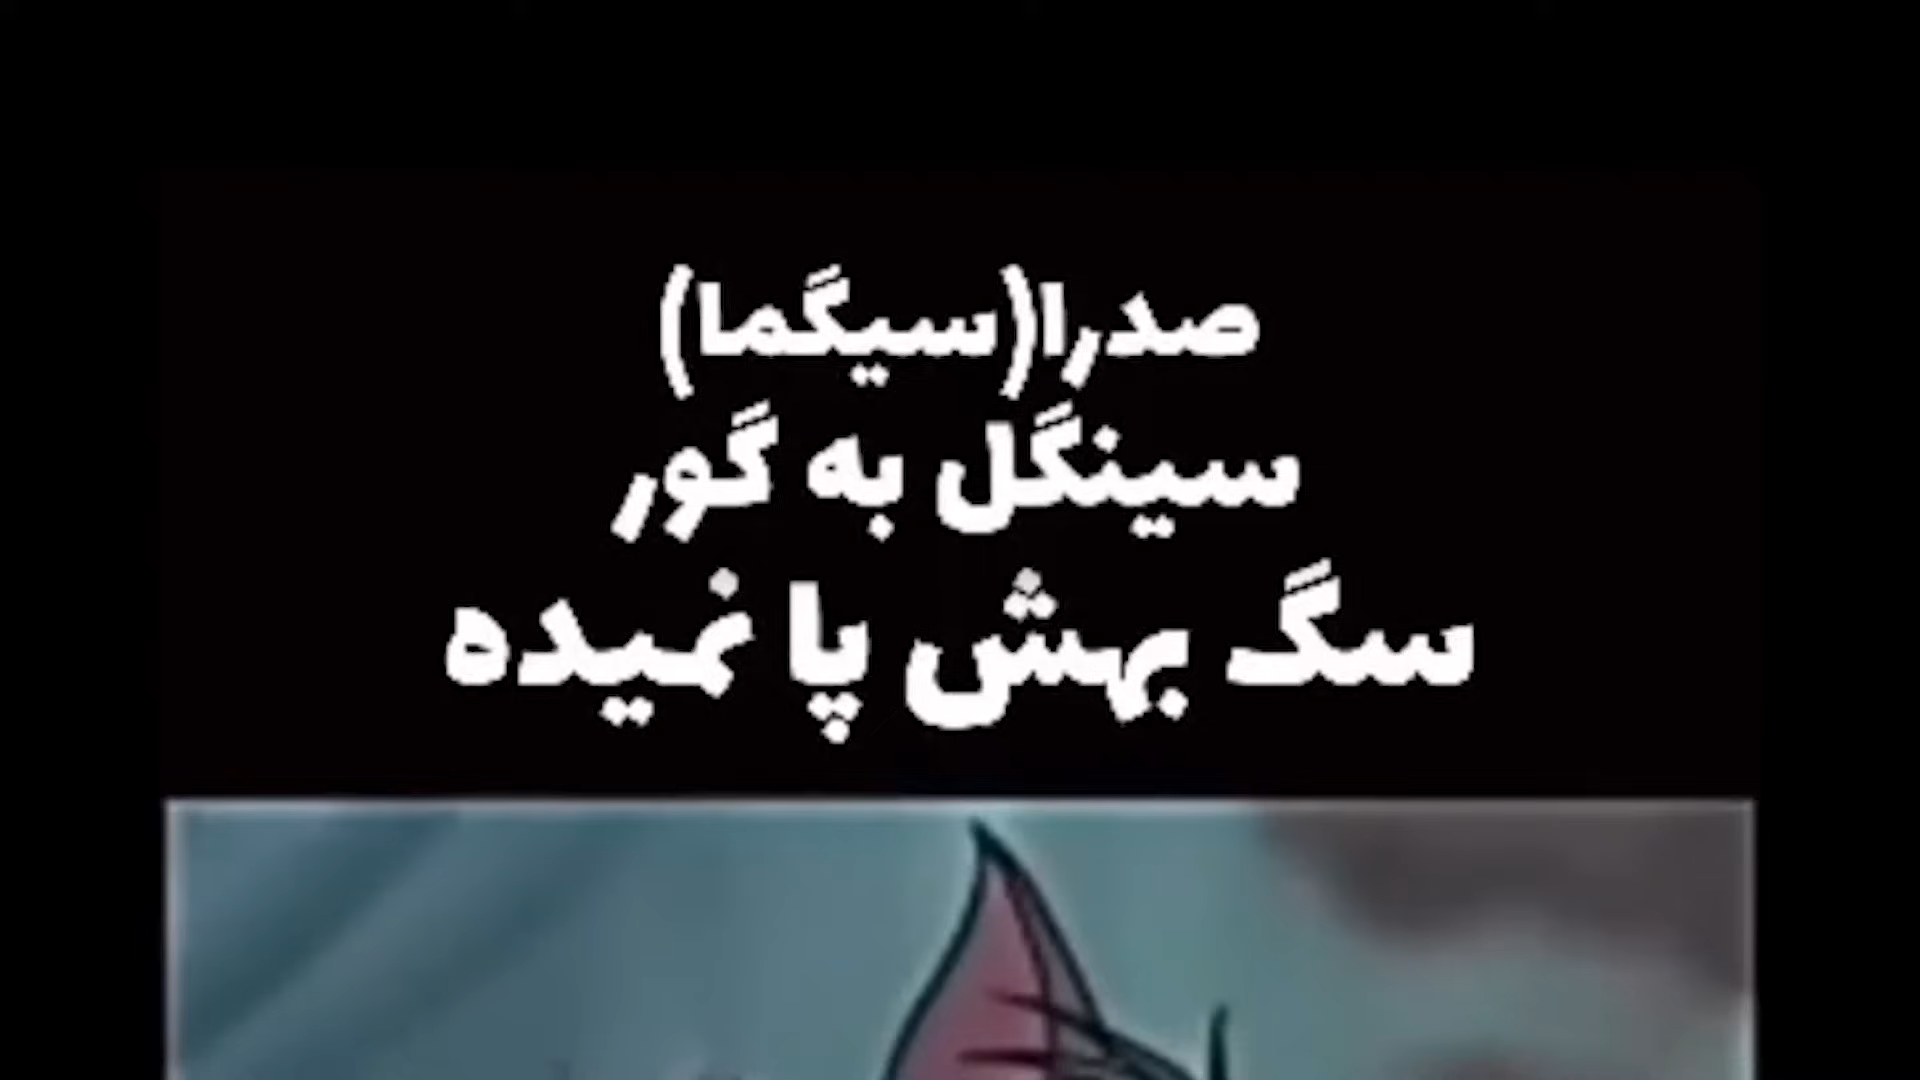 صدرا(سیگما)
سینگل به گور
سگ بهش پا نمیده